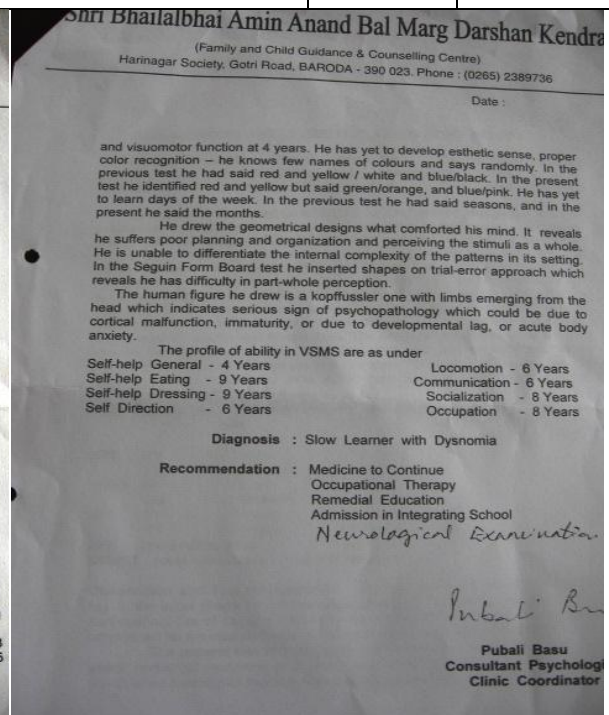 Shri Bhailalbhai Amin Anand Bal Marg Darshan Kendra
(Family and Child Guidance & Counselling Centre)
Harinagar Society, Gotri Road, BARODA - 390 023. Phone : (0265) 2389736
Date :
and visuomotor function at 4 years. He has yet to develop esthetic sense, proper
color recognition – he knows few names of colours and says randomly. In the
previous test he had said red and yellow / white and blue/black. In the present
test he identified red and yellow but said green/orange, and blue/pink. He has yet
to learn days of the week. In the previous test he had said seasons, and in the
present he said the months.
He drew the geometrical designs what comforted his mind. It reveals
he suffers poor planning and organization and perceiving the stimuli as a whole.
He is unable to differentiate the internal complexity of the patterns in its setting.
In the Seguin Form Board test he inserted shapes on trial-error approach which
reveals he has difficulty in part-whole perception.
The human figure he drew is a kopffussler one with limbs emerging from the
head which indicates serious sign of psychopathology which could be due to
cortical malfunction, immaturity, or due to developmental lag, or acute body
anxiety.
The profile of ability in VSMS are as under
Self-help General - 4 Years Locomotion - 6 Years
Self-help Eating - 9 Years Communication - 6 Years
Self-help Dressing - 9 Years Socialization - 8 Years
Self Direction - 6 Years Occupation - 8 Years
Diagnosis : Slow Learner with Dysnomia
Recommendation : Medicine to Continue
Occupational Therapy
Remedial Education
Admission in Integrating School
Neurological Examination.
Pubali
Pubali Basu
Consultant Psychologi
Clinic Coordinator